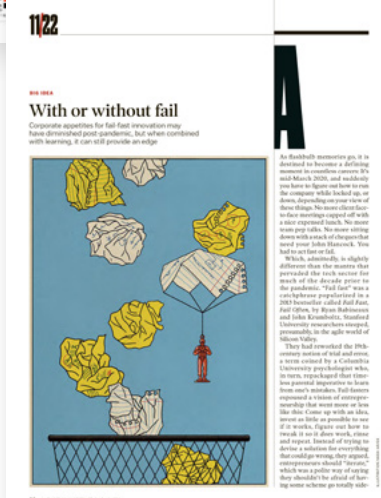 11/22
A
BIG IDEA
With or without fail
Corporate appetites for fail-fast innovation may
have diminished post-pandemic, but when combined
with learning, it can still provide an edge
As flashbulb memories go, it is
destined to become a defining
moment in countless careers: It's
mid-March 2020, and suddenly
you have to figure out how to run
the company while locked up, or
down, depending on your view of
these things. No more client face-
to-face meetings capped off with
a nice expensed lunch. No more
team pep talks. No more sitting
down with a stack of cheques that
need your John Hancock. You
had to act fast or fail.
Which, admittedly, is slightly
different than the mantra that
pervaded the tech sector for
much of the decade prior to
the pandemic. "Fail fast" was a
catchphrase popularized in a
2013 bestseller called Fail Fast,
Fail Often, by Ryan Babineaux
and John Krumboltz, Stanford
University researchers steeped,
presumably, in the agile world of
Silicon Valley.
They had reworked the 19th-
century notion of trial and error,
a term coined by a Columbia
University psychologist who,
in turn, repackaged that time-
less parental imperative to learn
from one's mistakes. Fail-fasters
espoused a vision of entrepre-
neurship that went more or less
like this: Come up with an idea,
invest as little as possible to see
if it works, figure out how to
tweak it so it does work, rinse
and repeat. Instead of trying to
devise a solution for everything
that could go wrong, they argued,
entrepreneurs should "iterate,"
which was a polite way of saying
they shouldn't be afraid of hav-
ing some scheme go totally side-